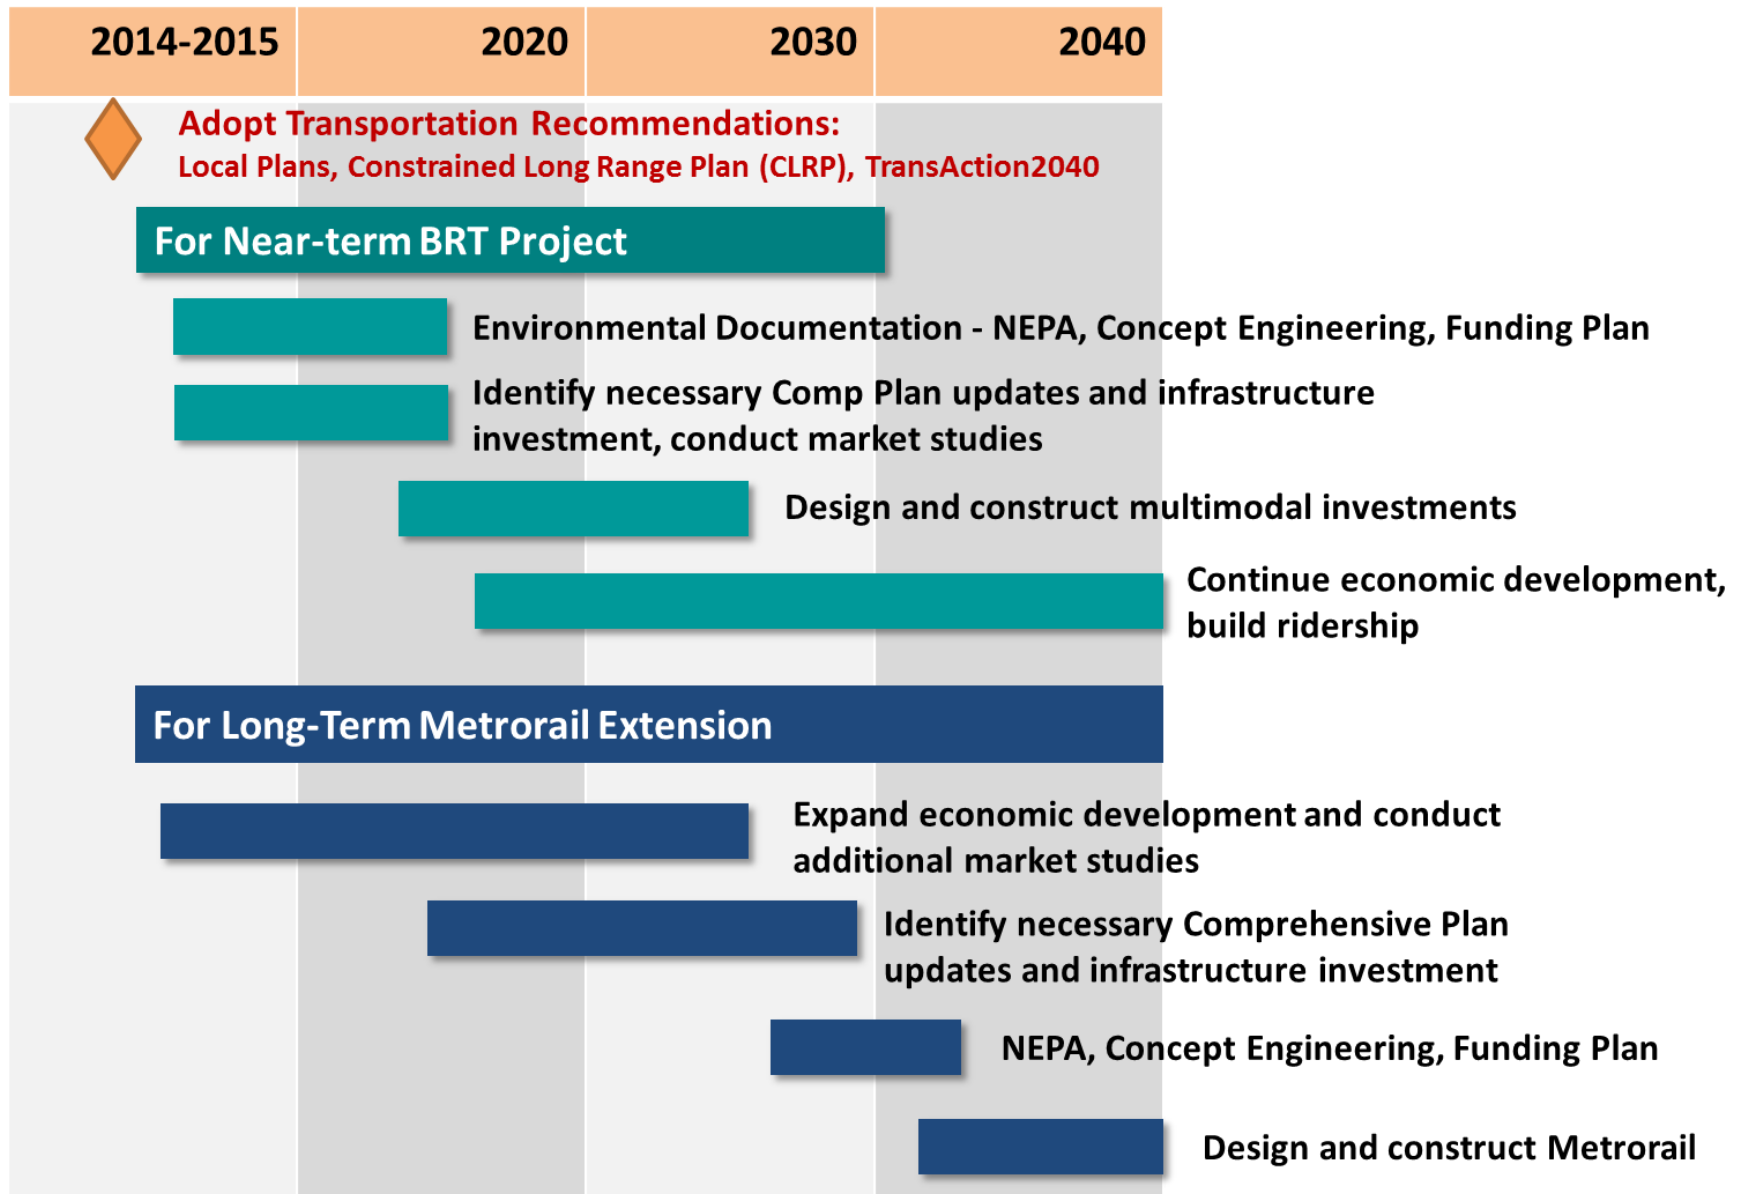 2014-2015 2020 2030 2040
Adopt Transportation Recommendations:
Local Plans, Constrained Long Range Plan (CLRP), TransAction2040
For Near-term BRT Project
Environmental Documentation - NEPA, Concept Engineering, Funding Plan
Identify necessary Comp Plan updates and infrastructure
investment, conduct market studies
Design and construct multimodal investments
Continue economic development,
build ridership
For Long-Term Metrorail Extension
Expand economic development and conduct
additional market studies
Identify necessary Comprehensive Plan
updates and infrastructure investment
NEPA, Concept Engineering, Funding Plan
Design and construct Metrorail